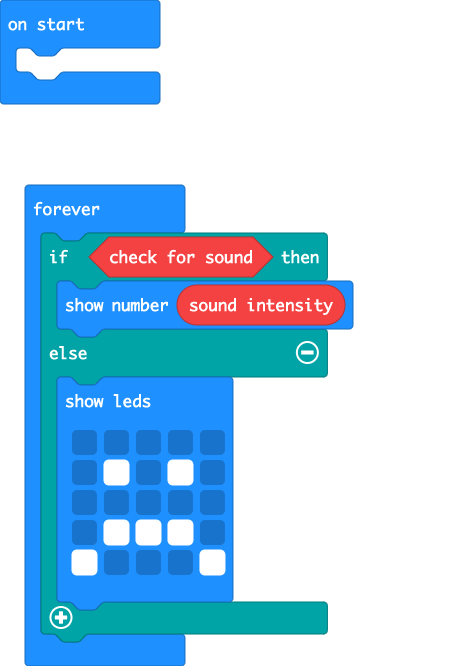 on start
forever
if check for sound then
show number sound intensity
else
show leds